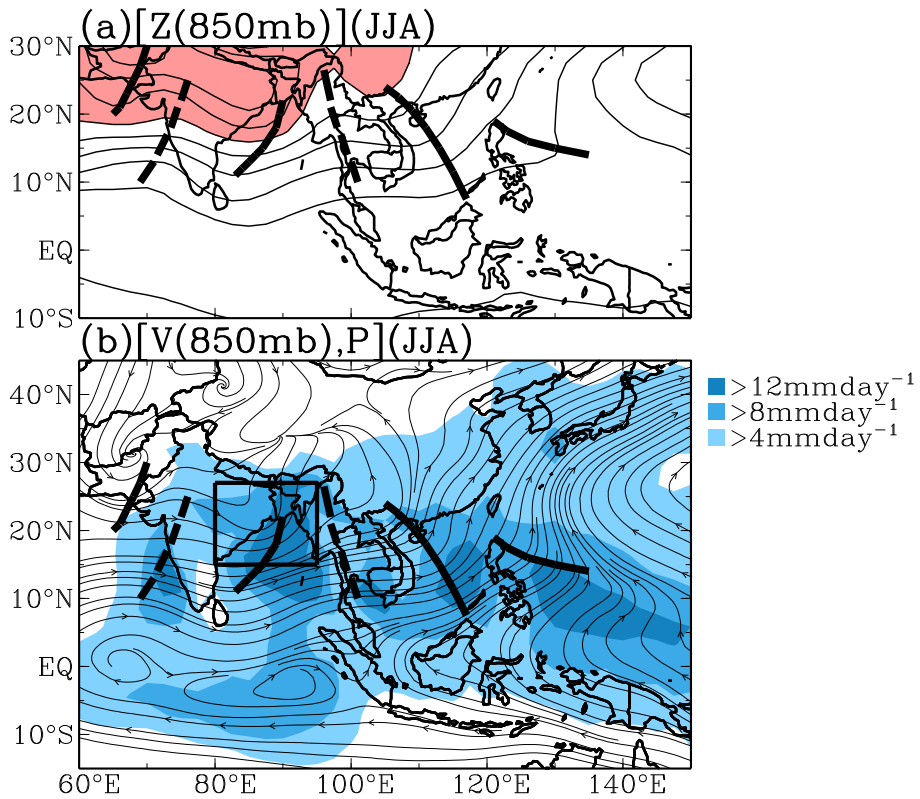 (a)[Z(850mb)](JJA)
30°N
20°N
10°N
EQ
10°S
(b)[V(850mb),P](JJA)
40°N
30°N
20°N
10°N
EQ
10°S
60°E 80°E 100°E 120°E 140°E
>12mmday⁻¹
>8mmday⁻¹
>4mmday⁻¹